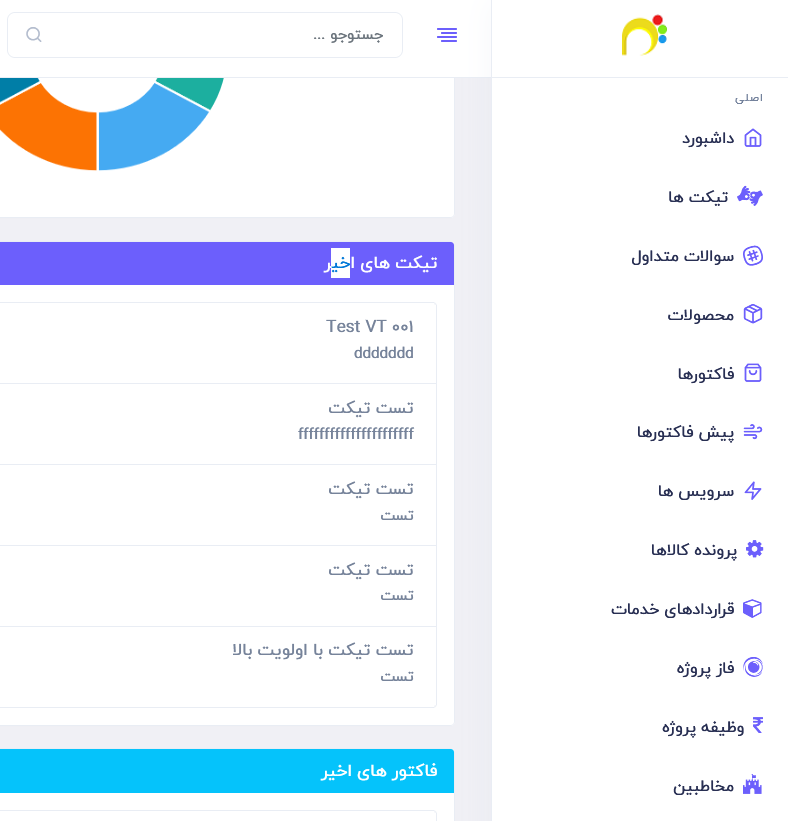 جستوجو ...
اصلی
داشبورد
تیکت ها
سوالات متداول
محصولات
فاکتورها
پیش فاکتورها
سرویس ها
پرونده کالاها
قراردادهای خدمات
فاز پروژه
وظیفه پروژه
مخاطبین
تیکت های اخیر
Test VT ۰۰۱
ddddddd
تست تیکت
ffffffffffffffffffffff
تست تیکت
تست
تست تیکت
تست
تست تیکت با اولویت بالا
تست
فاکتور های اخیر